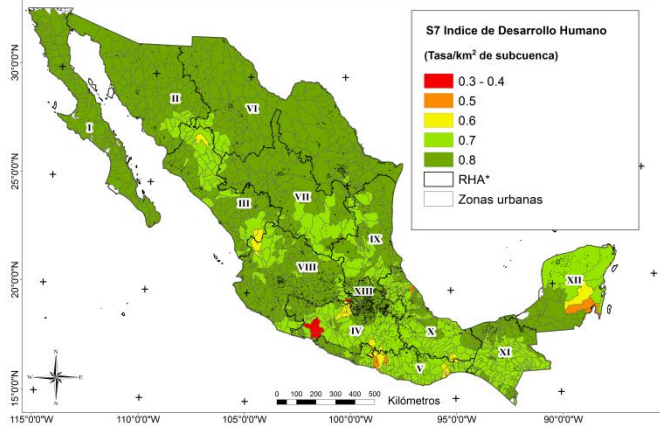 S7 Indice de Desarrollo Humano
(Tasa/km² de subcuenca)
0.3 - 0.4
0.5
0.6
0.7
0.8
RHA*
Zonas urbanas
30°0'0"N
25°0'0"N
20°0'0"N
15°0'0"N
I
II
VI
III
VII
IX
VIII
XIII
XII
IV
X
V
XI
N
W
E
0 50 100 200 300 400 500
Kilómetros
115°0'0"W
110°0'0"W
105°0'0"W
100°0'0"W
95°0'0"W
90°0'0"W